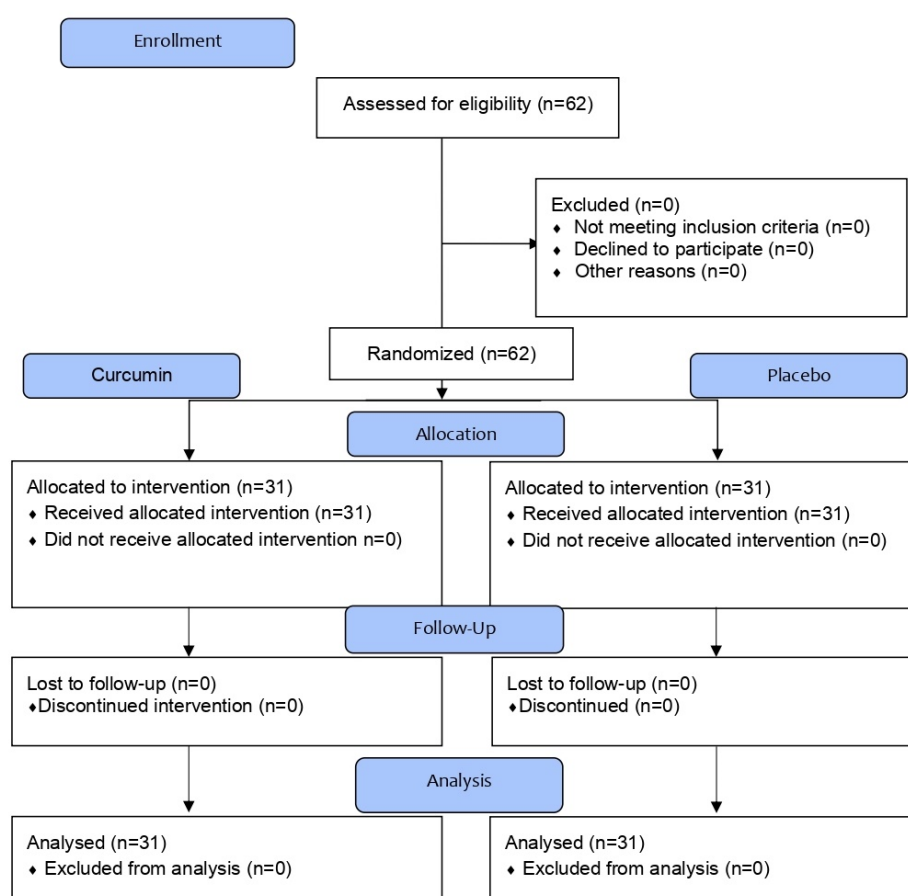 Enrollment
Assessed for eligibility (n=62)
Excluded (n=0)
♦ Not meeting inclusion criteria (n=0)
♦ Declined to participate (n=0)
♦ Other reasons (n=0)
Randomized (n=62)
Curcumin
Placebo
Allocation
Allocated to intervention (n=31)
♦ Received allocated intervention (n=31)
♦ Did not receive allocated intervention n=0)
Allocated to intervention (n=31)
♦ Received allocated intervention (n=31)
♦ Did not receive allocated intervention (n=0)
Follow-Up
Lost to follow-up (n=0)
♦Discontinued intervention (n=0)
Lost to follow-up (n=0)
♦Discontinued (n=0)
Analysis
Analysed (n=31)
♦ Excluded from analysis (n=0)
Analysed (n=31)
♦ Excluded from analysis (n=0)